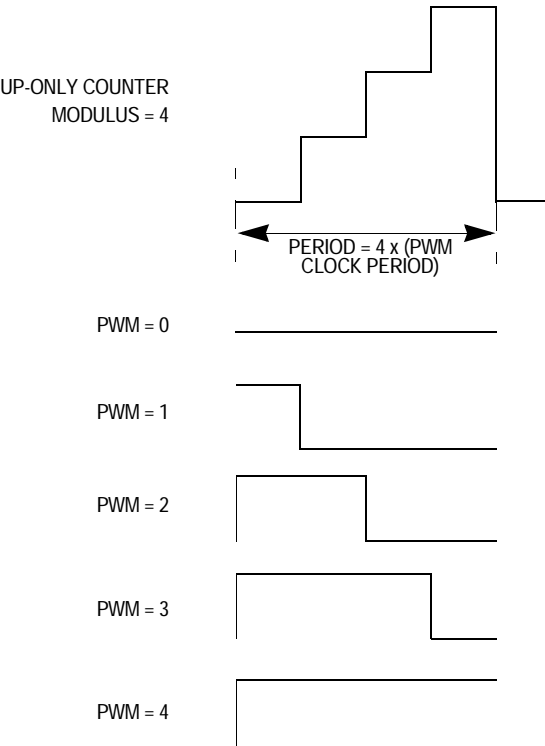 UP-ONLY COUNTER
MODULUS = 4
PERIOD = 4 x (PWM
CLOCK PERIOD)
PWM = 0
PWM = 1
PWM = 2
PWM = 3
PWM = 4